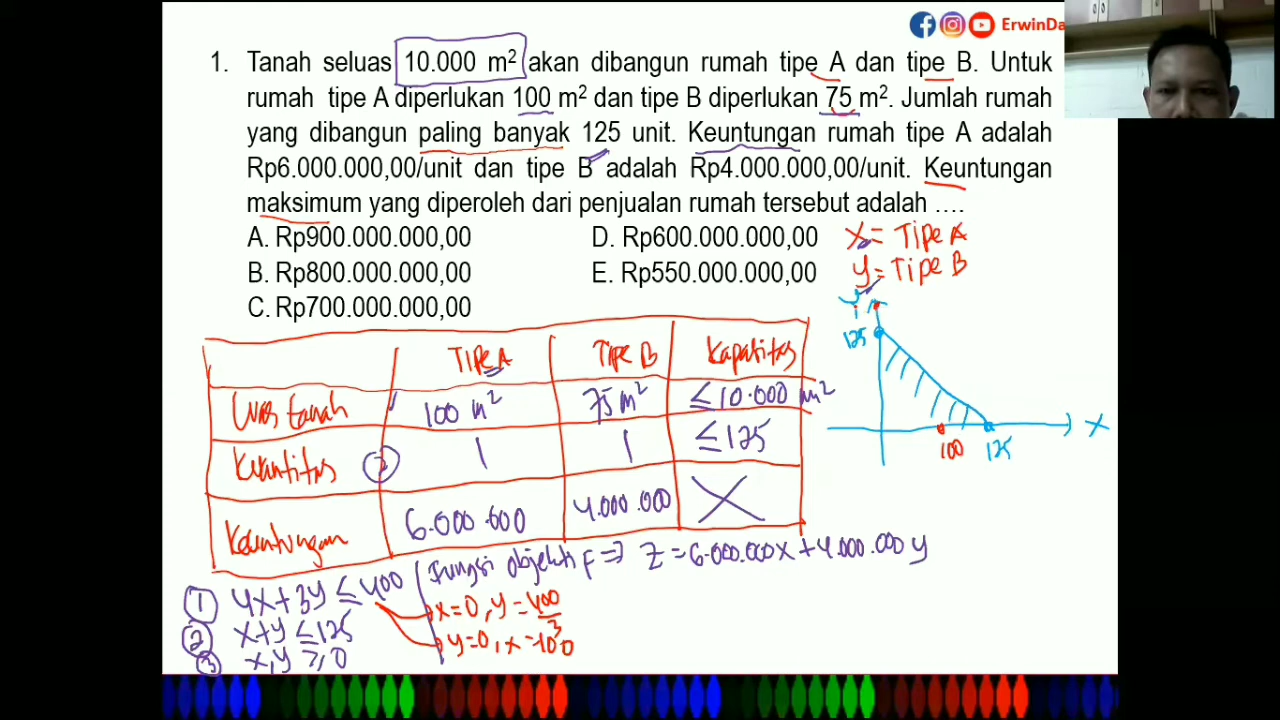 ErwinDa
1. Tanah seluas 10.000 m² akan dibangun rumah tipe A dan tipe B. Untuk
rumah tipe A diperlukan 100 m² dan tipe B diperlukan 75 m². Jumlah rumah
yang dibangun paling banyak 125 unit. Keuntungan rumah tipe A adalah
Rp6.000.000,00/unit dan tipe B adalah Rp4.000.000,00/unit. Keuntungan
maksimum yang diperoleh dari penjualan rumah tersebut adalah ….
A. Rp900.000.000,00 D. Rp600.000.000,00
B. Rp800.000.000,00 E. Rp550.000.000,00
C. Rp700.000.000,00
x = Tipe A
y = Tipe B
Tipe A Tipe B Kapasitas
Luas tanah 100 m² 75 m² ≤ 10.000 m²
Kuantitas 1 1 ≤ 125
Keuntungan 6.000.000 4.000.000 X
Y
125
100 125 X
Fungsi objektif => Z = 6.000.000x + 4.000.000y
① 4x + 3y ≤ 400
② x + y ≤ 125
③ x, y ≥ 0
x = 0, y = 400/3
y = 0, x = 100